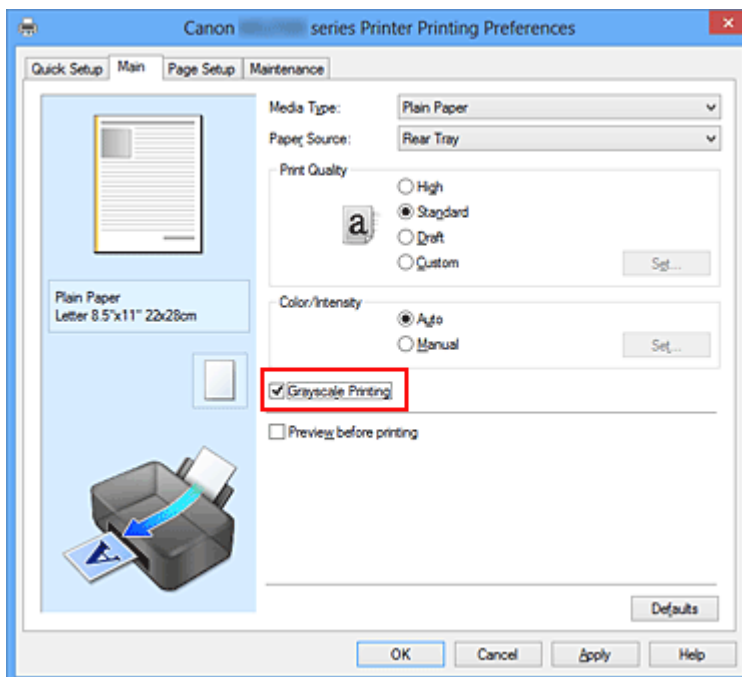 Canon series Printer Printing Preferences
Quick Setup Main Page Setup Maintenance
Media Type: Plain Paper
Paper Source: Rear Tray
Print Quality
High
a Standard
Draft
Custom Set...
Plain Paper
Letter 8.5"x11" 22x28cm
Color/Intensity
Auto
Manual Set...
Grayscale Printing
Preview before printing
A
Defaults
OK Cancel Apply Help